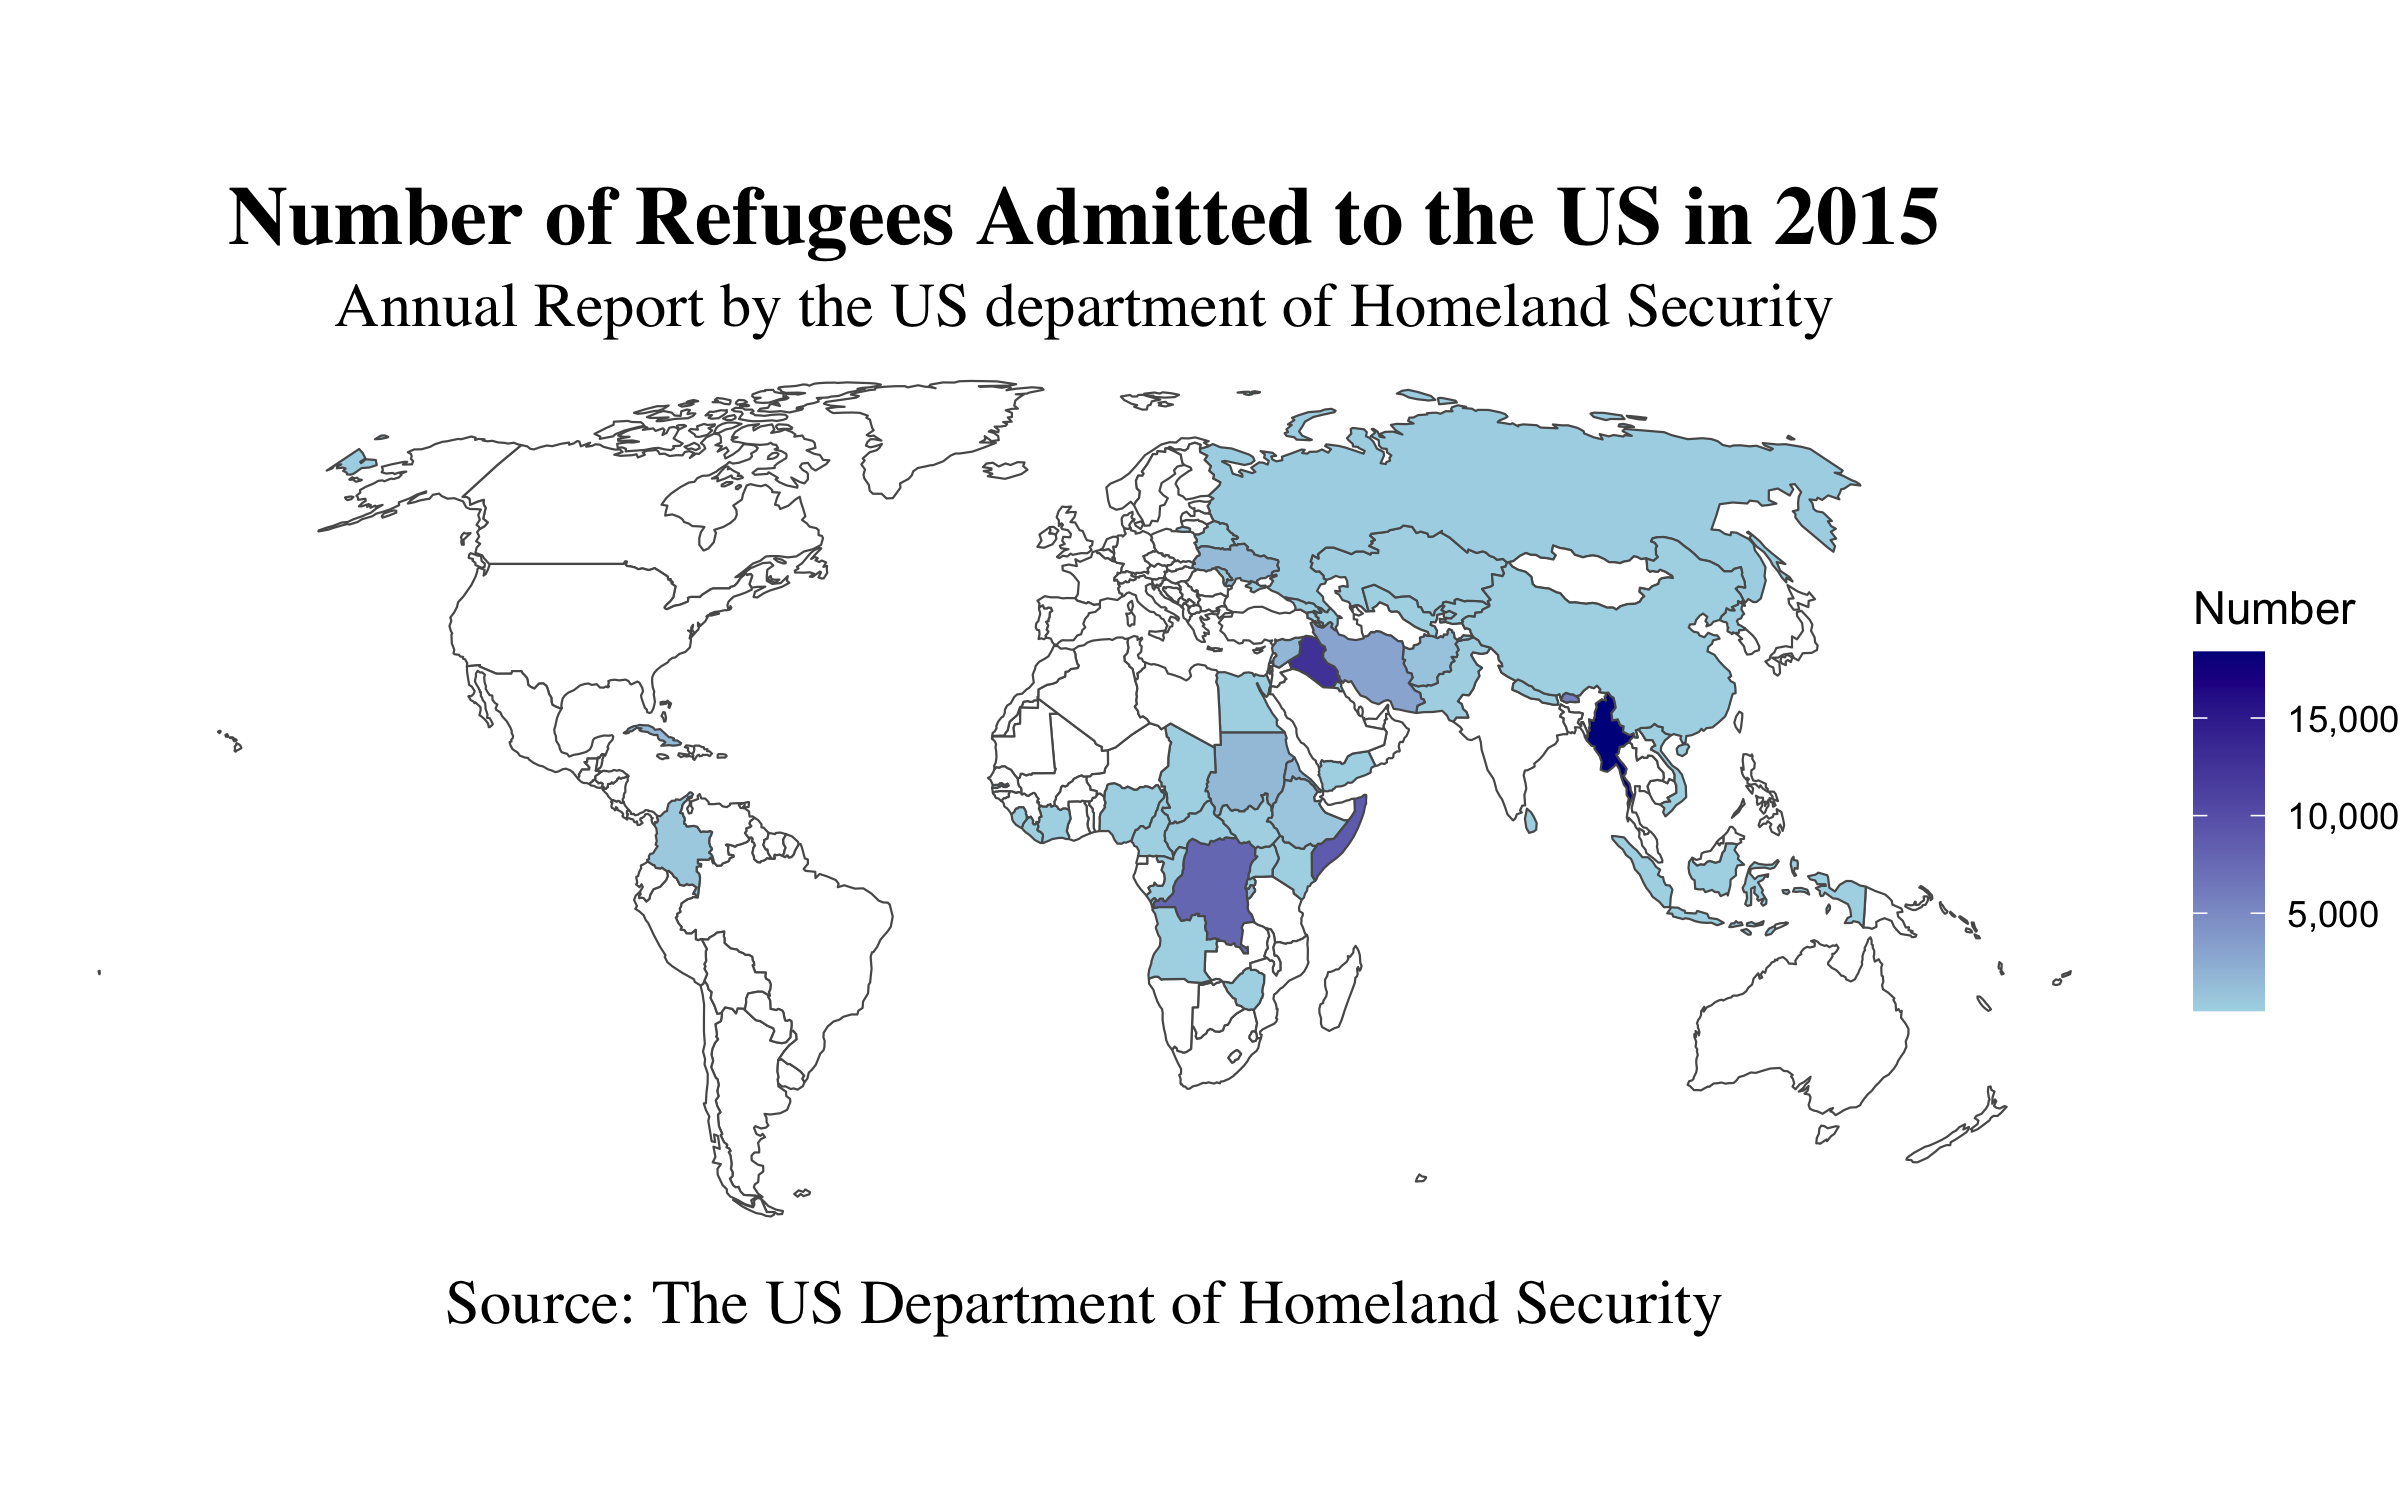 Number of Refugees Admitted to the US in 2015
Annual Report by the US department of Homeland Security
Number
15,000
10,000
5,000
Source: The US Department of Homeland Security